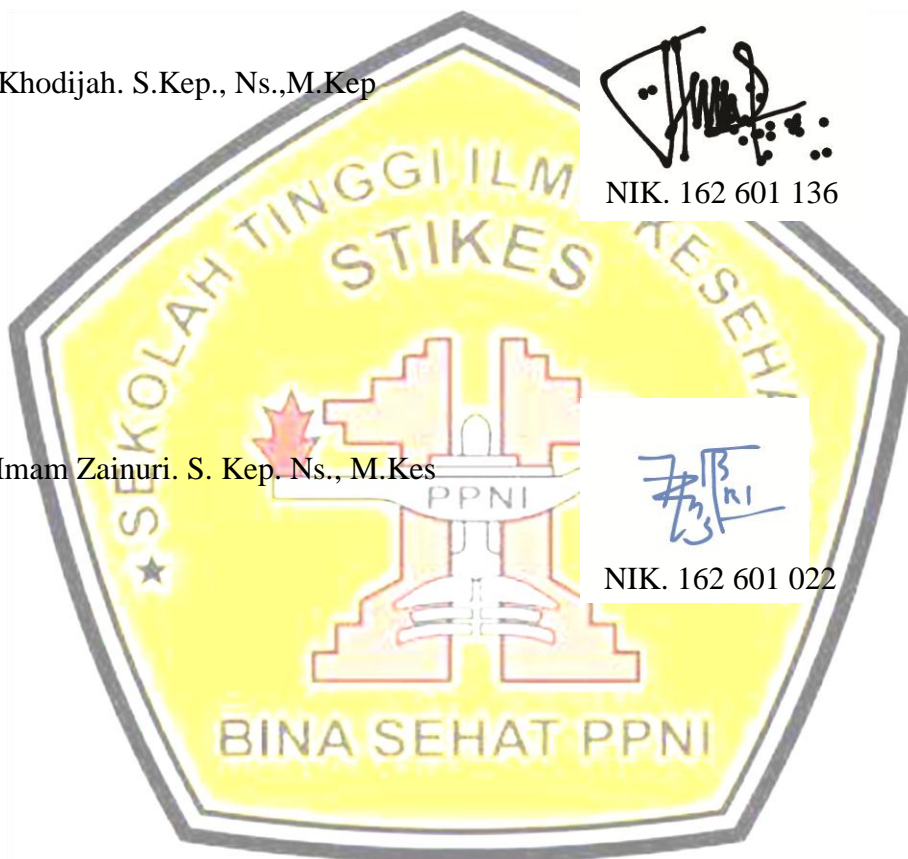 Khodijah. S.Kep., Ns.,M.Kep
NIK. 162 601 136
SEKOLAH TINGGI ILM KESEHA
STIKES
Imam Zainuri. S. Kep. Ns., M.Kes
PPNI
NIK. 162 601 022
BINA SEHAT PPNI